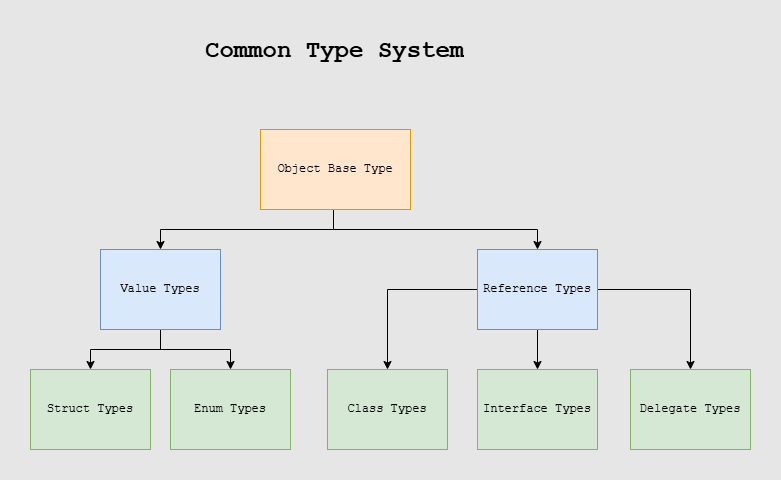 Common Type System
Object Base Type
Value Types
Reference Types
Struct Types
Enum Types
Class Types
Interface Types
Delegate Types